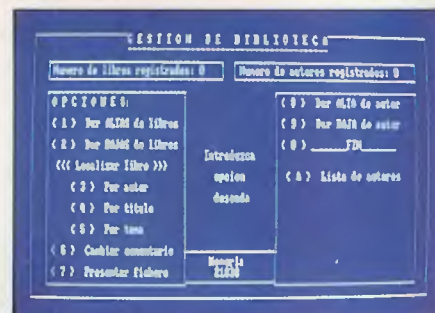 GESTION DE BIBLIOTECA
Numero de libros registrados: 0
Numero de autores registrados: 0
OPCIONES:
(1) Dar ALTAS de libros
(2) Dar BAJAS de libros
<<< Localizar libro >>>
(3) Por autor
(4) Por titulo
(5) Por tema
(6) Cambiar comentario
(7) Presentar fichero
Introduzca
opcion
deseada
Memoria
(8) Dar ALTA de autor
(9) Dar BAJA de autor
(0) FIN
(A) Lista de autores